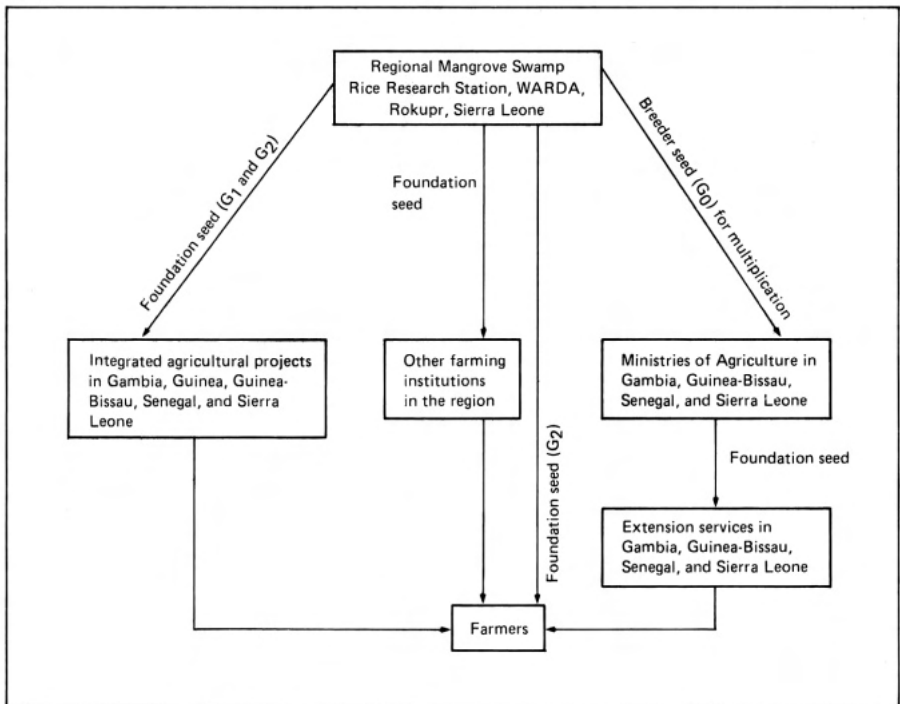 Regional Mangrove Swamp
Rice Research Station, WARDA,
Rokupr, Sierra Leone
Foundation seed (G1 and G2)
Foundation
seed
Breeder seed (G0) for multiplication
Integrated agricultural projects
in Gambia, Guinea, Guinea-
Bissau, Senegal, and Sierra
Leone
Other farming
institutions
in the region
Foundation seed (G2)
Ministries of Agriculture in
Gambia, Guinea-Bissau,
Senegal, and Sierra Leone
Foundation seed
Extension services in
Gambia, Guinea-Bissau,
Senegal, and Sierra Leone
Farmers